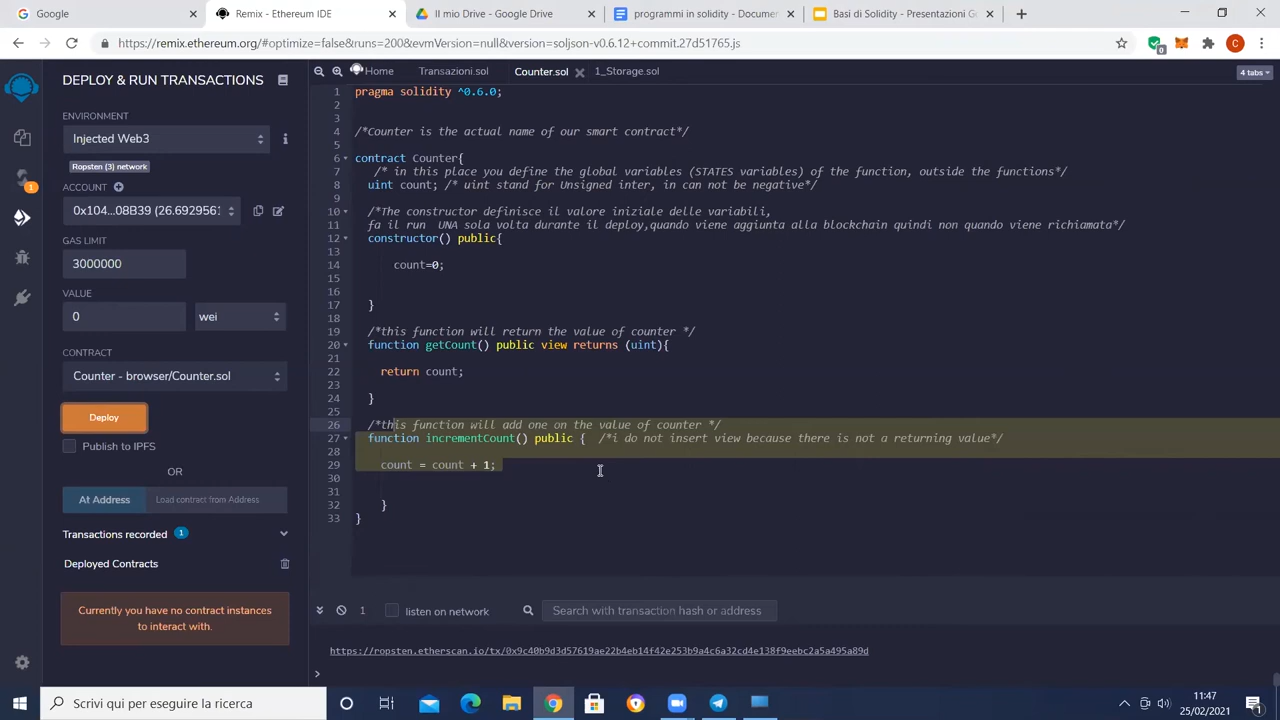 Google
Remix - Ethereum IDE
Il mio Drive - Google Drive
programmi in solidity - Documen
Basi di Solidity - Presentazioni Go
https://remix.ethereum.org/#optimize=false&runs=200&evmVersion=null&version=soljson-v0.6.12+commit.27d51765.js
0
C
DEPLOY & RUN TRANSACTIONS
Home
Transazioni.sol
Counter.sol
1_Storage.sol
4 tabs
ENVIRONMENT
Injected Web3
Ropsten (3) network
ACCOUNT
0x104...08B39 (26.6929561
GAS LIMIT
3000000
VALUE
0
wei
CONTRACT
Counter - browser/Counter.sol
Deploy
Publish to IPFS
OR
At Address
Load contract from Address
Transactions recorded 1
Deployed Contracts
Currently you have no contract instances
to interact with.
1
1 pragma solidity ^0.6.0;
2
3
4 /*Counter is the actual name of our smart contract*/
5
6 contract Counter{
7 /* in this place you define the global variables (STATES variables) of the function, outside the functions*/
8 uint count; /* uint stand for Unsigned inter, in can not be negative*/
9
10 /*The constructor definisce il valore iniziale delle variabili,
11 fa il run UNA sola volta durante il deploy,quando viene aggiunta alla blockchain quindi non quando viene richiamata*/
12 constructor() public{
13
14 count=0;
15
16
17 }
18
19 /*this function will return the value of counter */
20 function getCount() public view returns (uint){
21
22 return count;
23
24 }
25
26 /*this function will add one on the value of counter */
27 function incrementCount() public { /*i do not insert view because there is not a returning value*/
28
29 count = count + 1;
30
31
32 }
33 }
1
listen on network
Search with transaction hash or address
https://ropsten.etherscan.io/tx/0x9c40b9d3d57619ae22b4eb14f42e253b9a4c6a32cd4e138f9eebc2a5a495a89d
>
Scrivi qui per eseguire la ricerca
11:47
25/02/2021
1